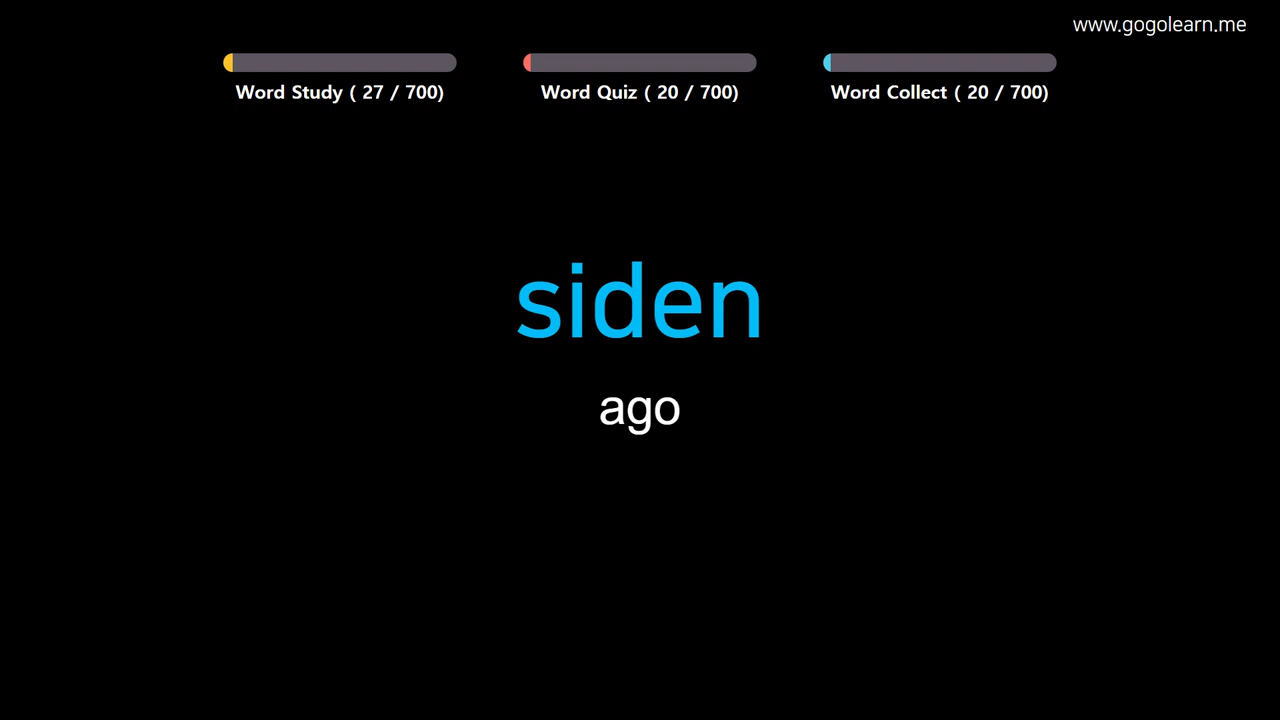 www.gogolearn.me
Word Study ( 27 / 700)
Word Quiz ( 20 / 700)
Word Collect ( 20 / 700)
siden
ago